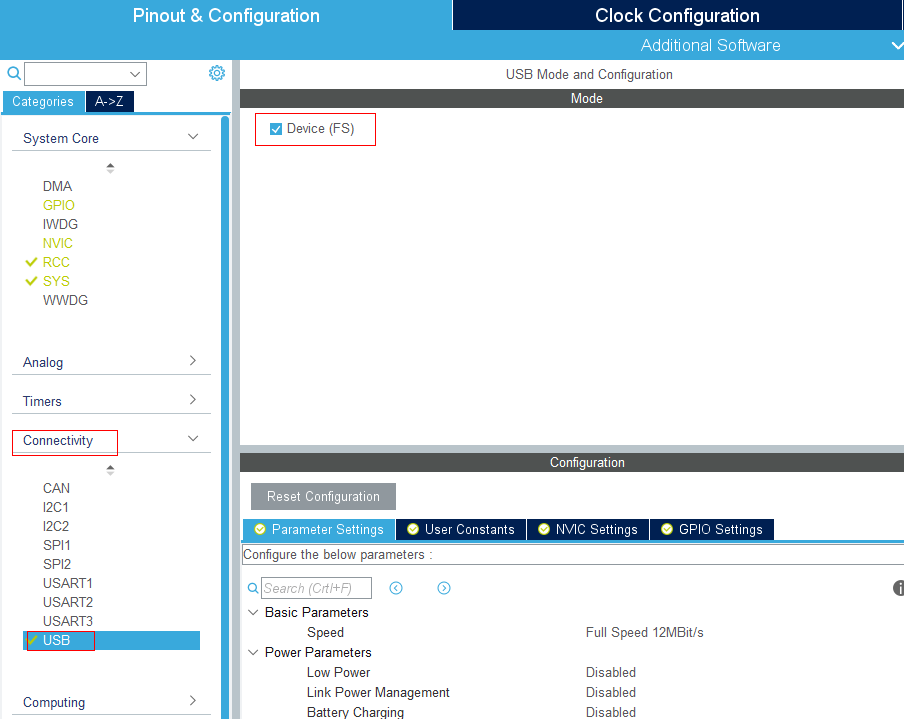 Pinout & Configuration
Clock Configuration
Additional Software
Categories
A->Z
System Core
DMA
GPIO
IWDG
NVIC
RCC
SYS
WWDG
Analog
Timers
Connectivity
CAN
I2C1
I2C2
SPI1
SPI2
USART1
USART2
USART3
USB
Computing
USB Mode and Configuration
Mode
Device (FS)
Configuration
Reset Configuration
Parameter Settings
User Constants
NVIC Settings
GPIO Settings
Configure the below parameters :
Search (CrtI+F)
Basic Parameters
Speed Full Speed 12MBit/s
Power Parameters
Low Power Disabled
Link Power Management Disabled
Battery Charging Disabled